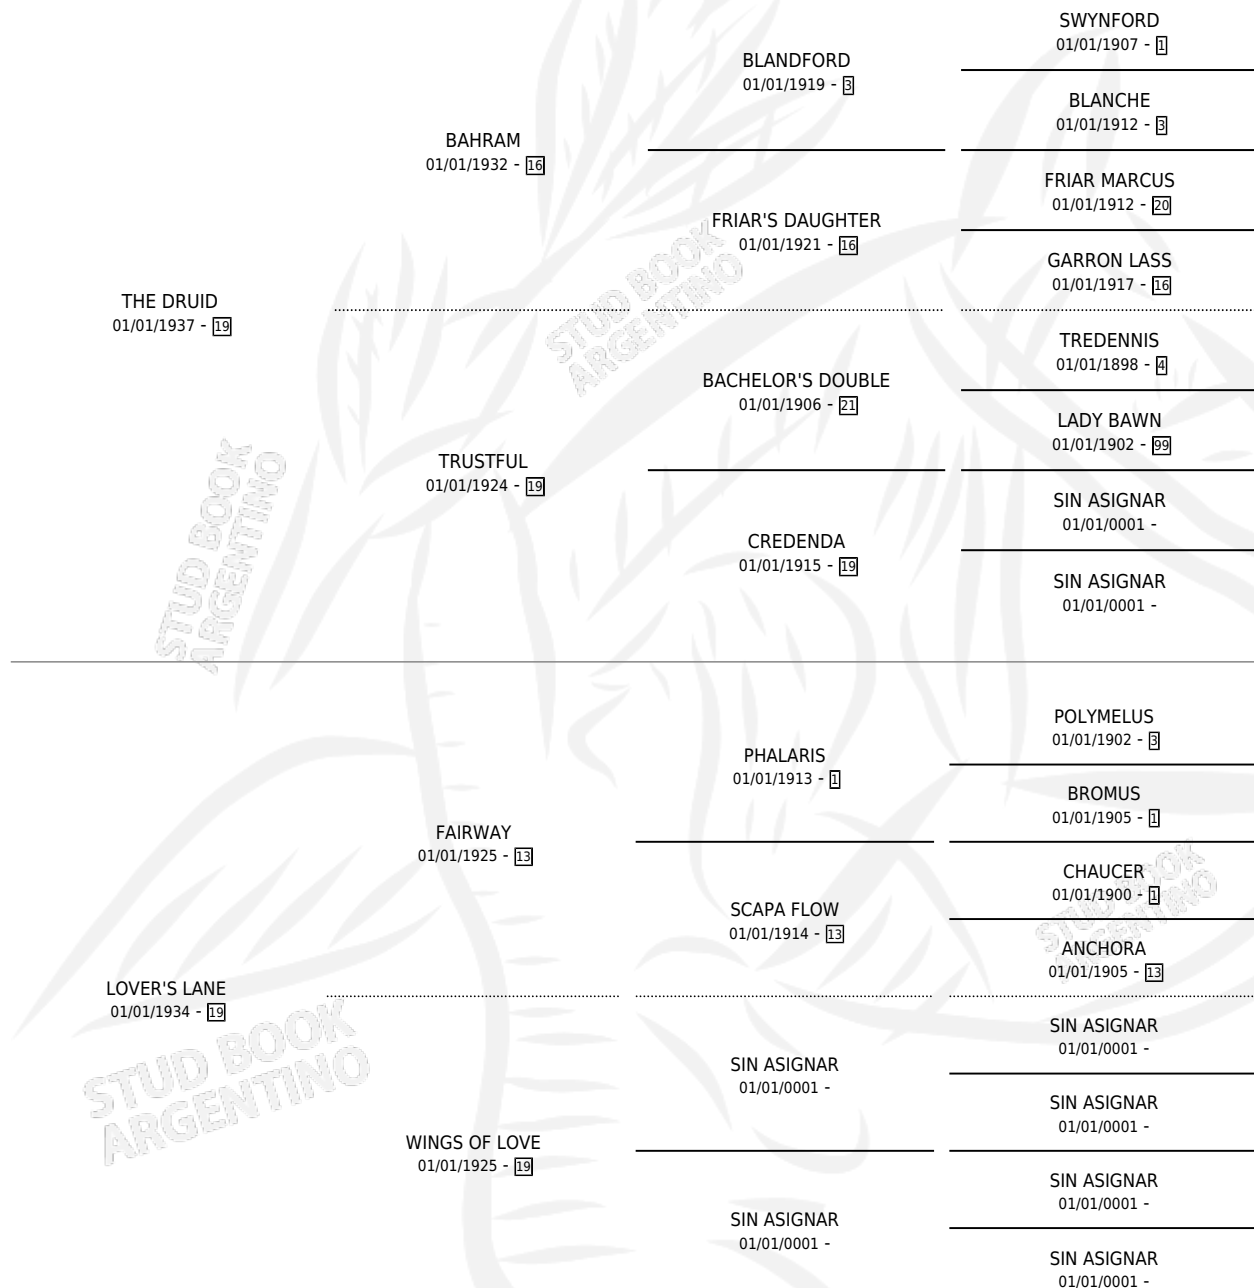 SWYNFORD
01/01/1907 - 1
BLANDFORD
01/01/1919 - 3
BLANCHE
01/01/1912 - 3
BAHRAM
01/01/1932 - 16
FRIAR MARCUS
01/01/1912 - 20
FRIAR'S DAUGHTER
01/01/1921 - 16
GARRON LASS
01/01/1917 - 16
THE DRUID
01/01/1937 - 19
TREDENNIS
01/01/1898 - 4
BACHELOR'S DOUBLE
01/01/1906 - 21
LADY BAWN
01/01/1902 - 99
TRUSTFUL
01/01/1924 - 19
SIN ASIGNAR
01/01/0001 -
CREDENDA
01/01/1915 - 19
SIN ASIGNAR
01/01/0001 -
POLYMELUS
01/01/1902 - 3
PHALARIS
01/01/1913 - 1
BROMUS
01/01/1905 - 1
FAIRWAY
01/01/1925 - 13
CHAUCER
01/01/1900 - 1
SCAPA FLOW
01/01/1914 - 13
ANCHORA
01/01/1905 - 13
LOVER'S LANE
01/01/1934 - 19
SIN ASIGNAR
01/01/0001 -
SIN ASIGNAR
01/01/0001 -
SIN ASIGNAR
01/01/0001 -
WINGS OF LOVE
01/01/1925 - 19
SIN ASIGNAR
01/01/0001 -
SIN ASIGNAR
01/01/0001 -
SIN ASIGNAR
01/01/0001 -
STUD BOOK
ARGENTINO
STUD BOOK
ARGENTINO
STUD BOOK
ARGENTINO
STUD BOOK
ARGENTINO